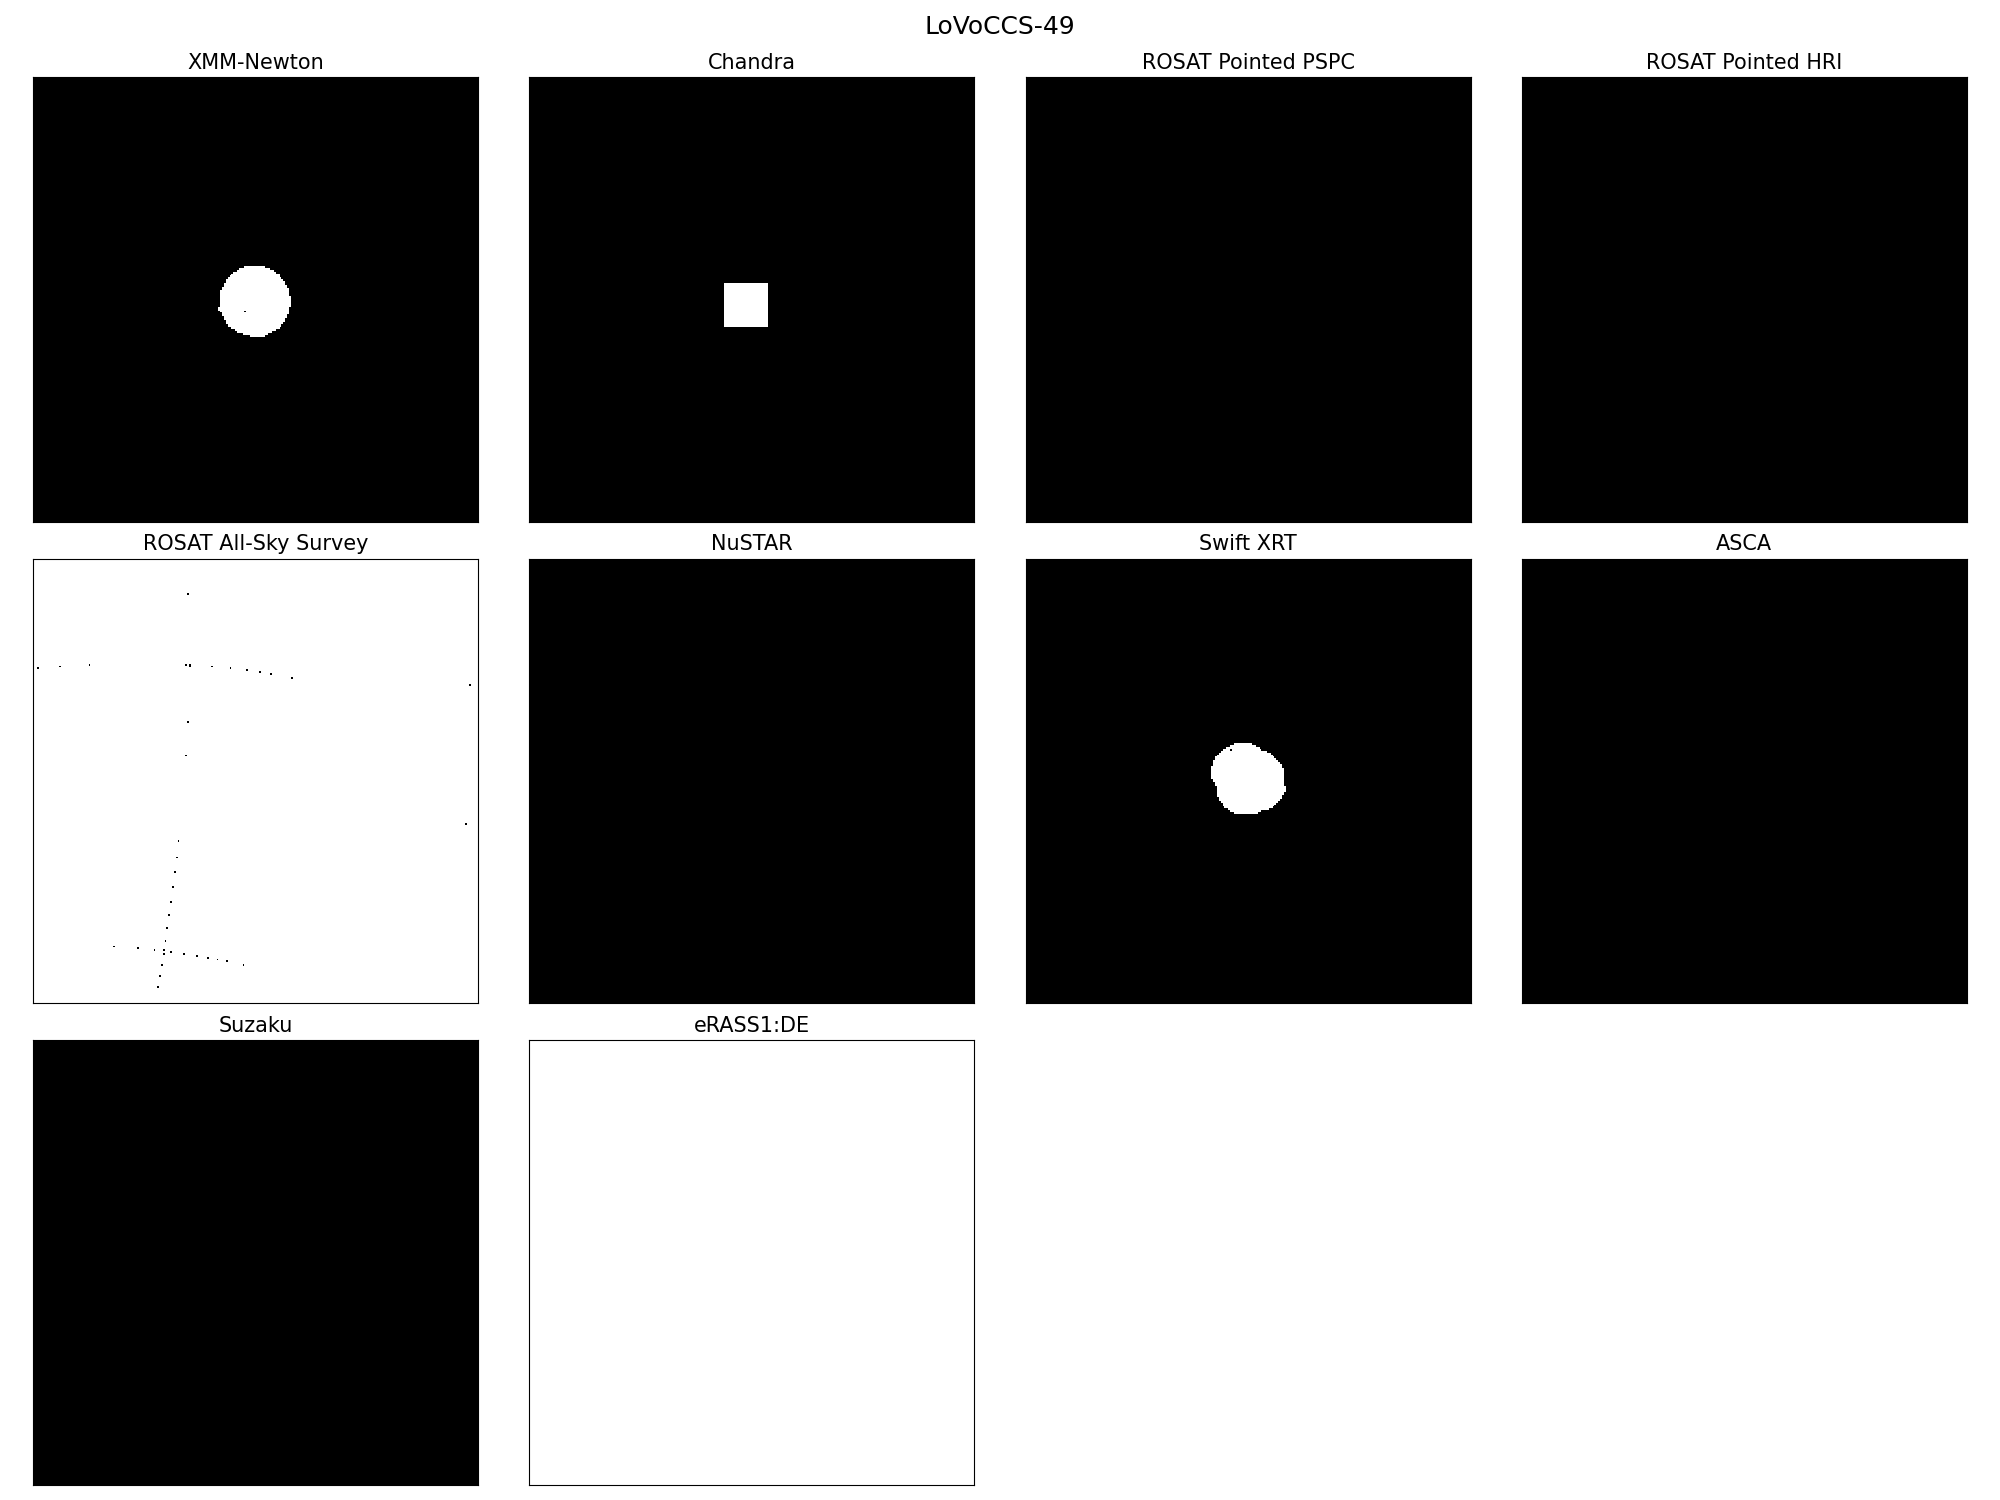 LoVoCCS-49
XMM-Newton
Chandra
ROSAT Pointed PSPC
ROSAT Pointed HRI
ROSAT All-Sky Survey
NuSTAR
Swift XRT
ASCA
Suzaku
eRASS1:DE